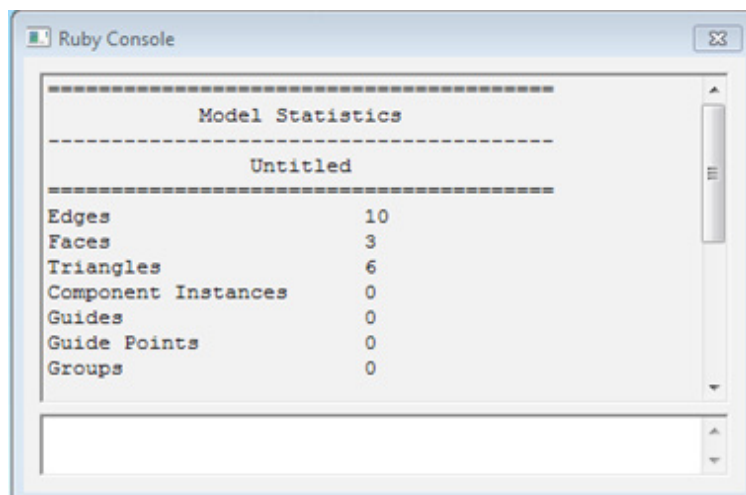 Ruby Console
========================================
Model Statistics
----------------------------------------
Untitled
========================================
Edges 10
Faces 3
Triangles 6
Component Instances 0
Guides 0
Guide Points 0
Groups 0